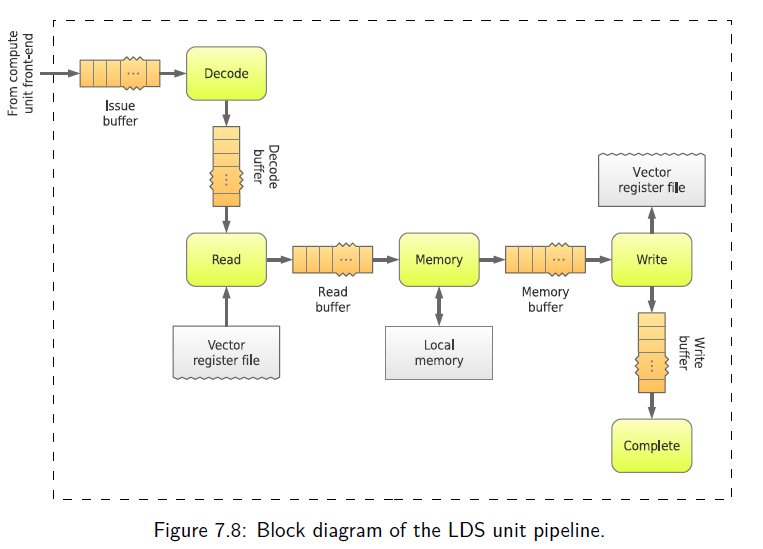 From compute
unit front-end
Issue
buffer
Decode
Decode
buffer
Vector
register file
Read
Read
buffer
Memory
Memory
buffer
Write
Vector
register file
Local
memory
Write
buffer
Complete
Figure 7.8: Block diagram of the LDS unit pipeline.